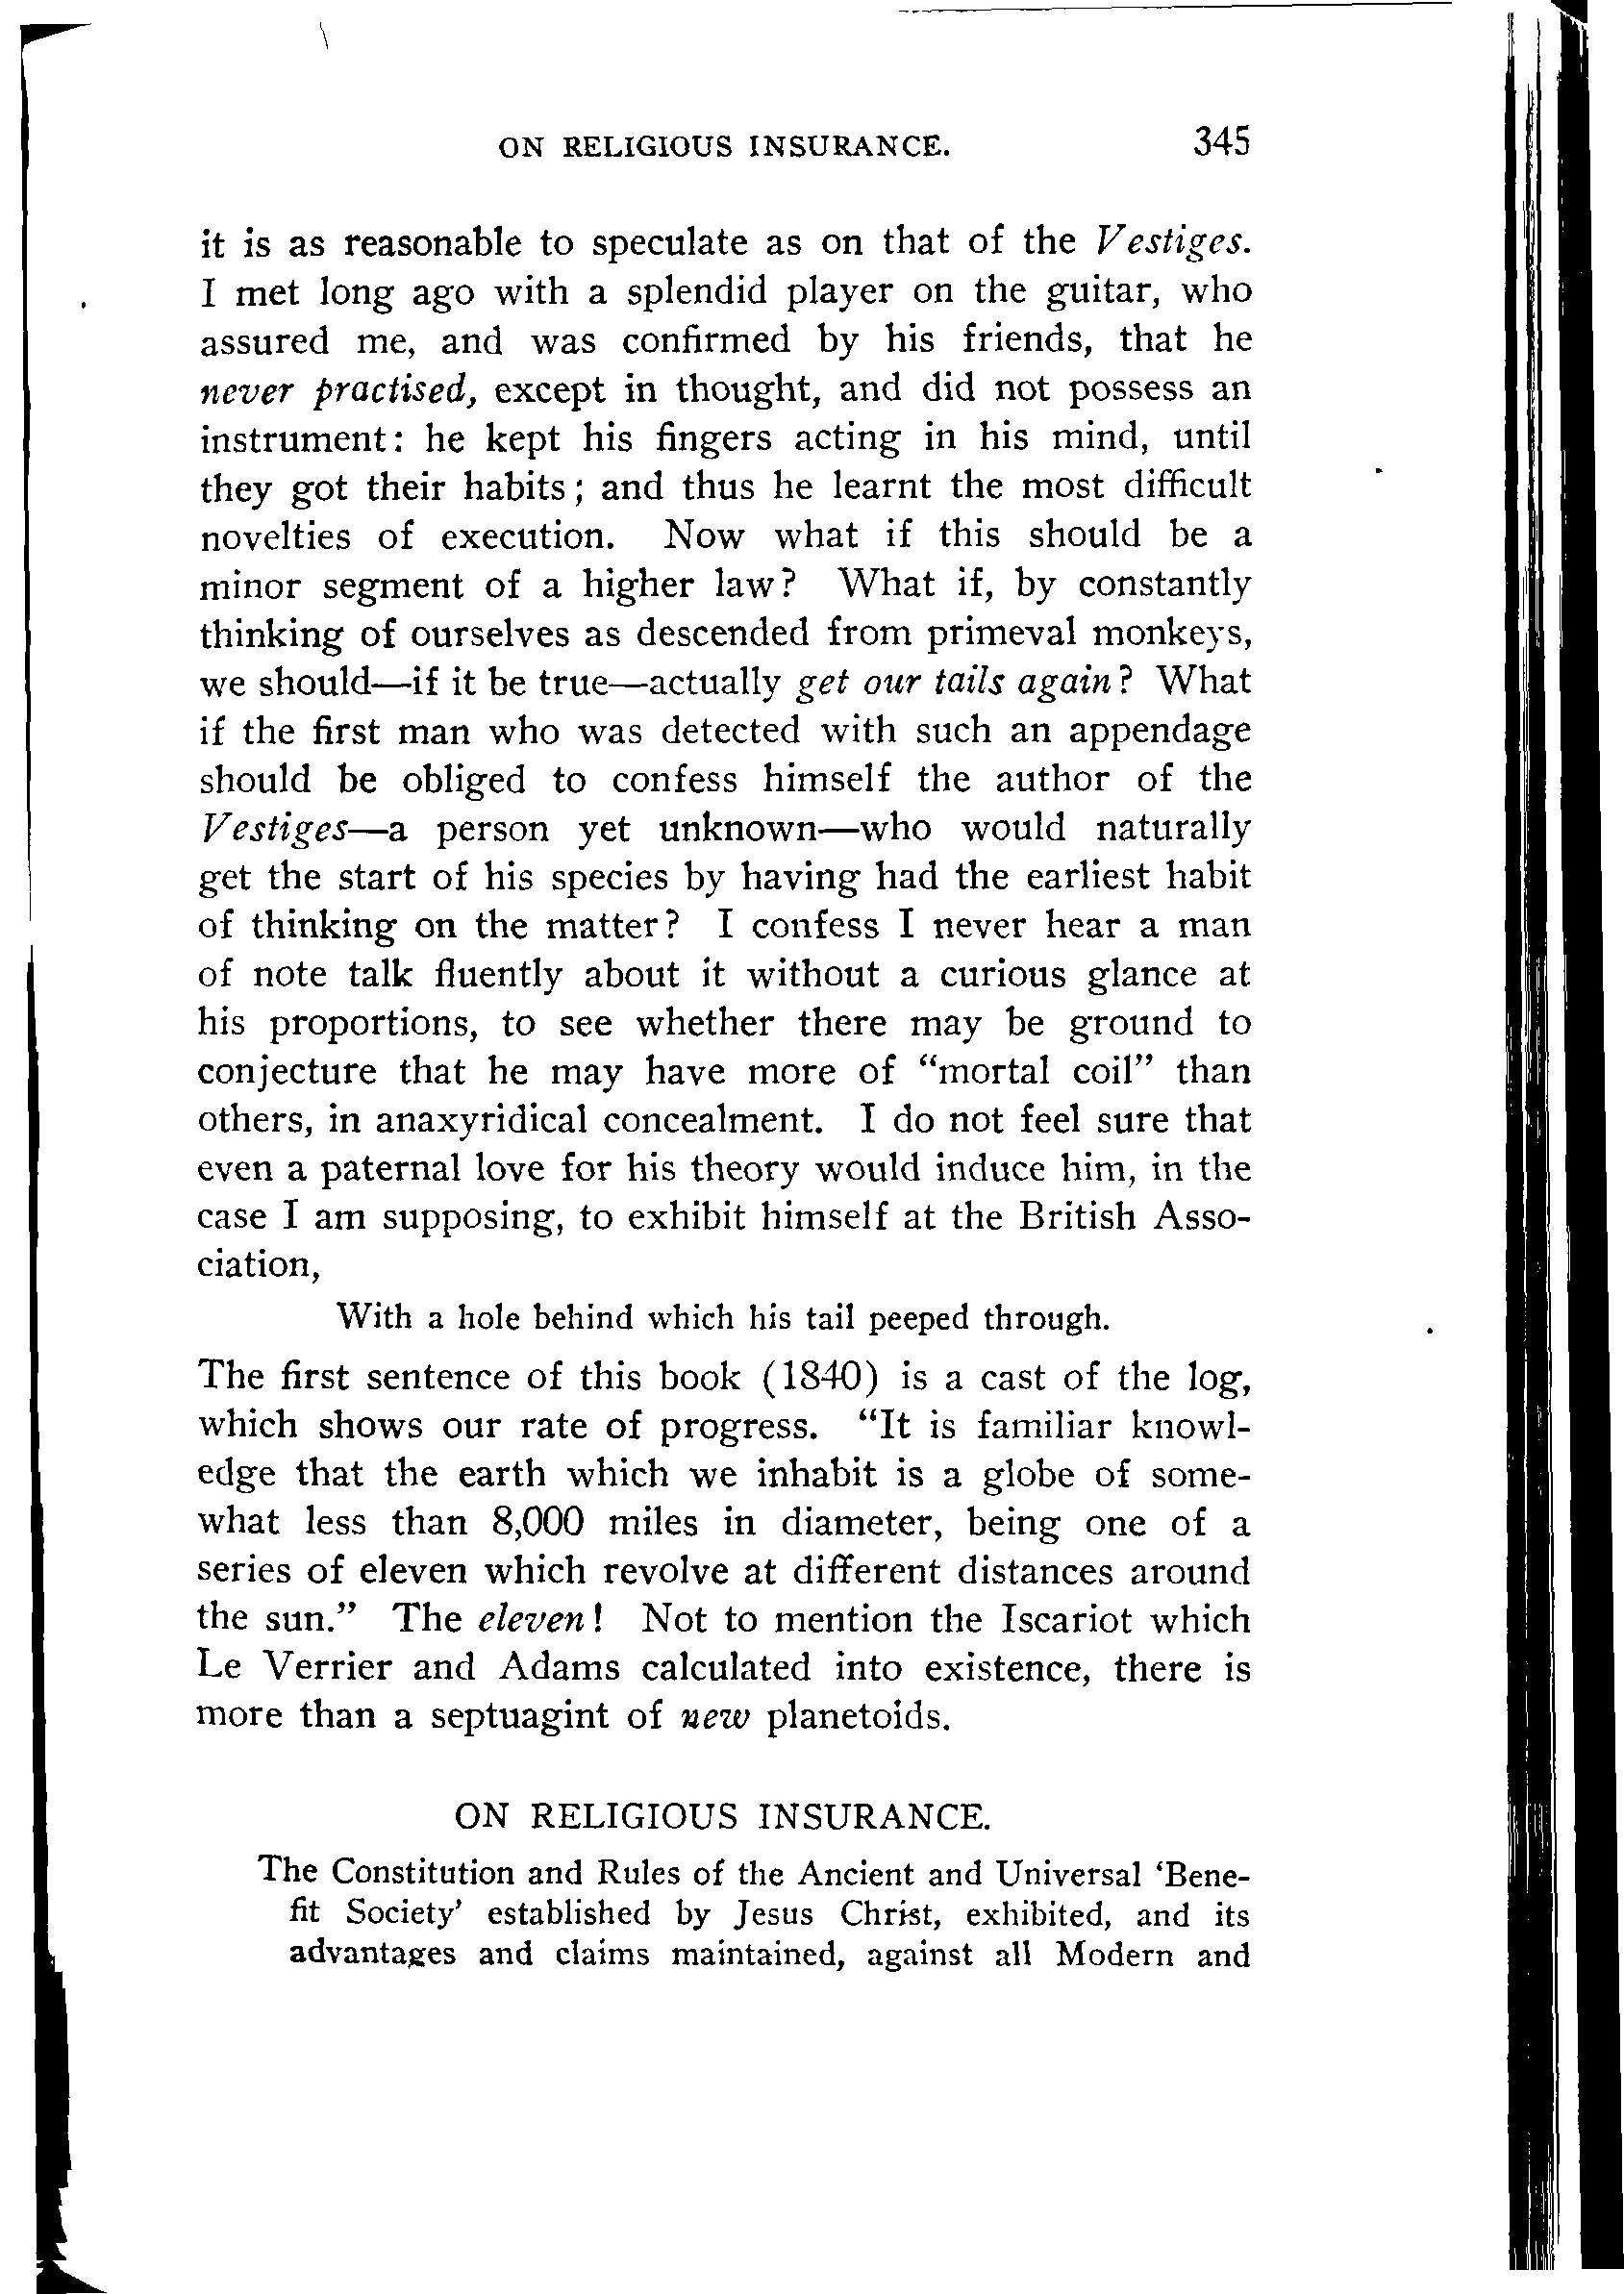 ON RELIGIOUS INSURANCE. 345
it is as reasonable to speculate as on that of the Vestiges.
I met long ago with a splendid player on the guitar, who
assured me, and was confirmed by his friends, that he
never practised, except in thought, and did not possess an
instrument: he kept his fingers acting in his mind, until
they got their habits; and thus he learnt the most difficult
novelties of execution. Now what if this should be a
minor segment of a higher law? What if, by constantly
thinking of ourselves as descended from primeval monkeys,
we should—if it be true—actually get our tails again? What
if the first man who was detected with such an appendage
should be obliged to confess himself the author of the
Vestiges—a person yet unknown—who would naturally
get the start of his species by having had the earliest habit
of thinking on the matter? I confess I never hear a man
of note talk fluently about it without a curious glance at
his proportions, to see whether there may be ground to
conjecture that he may have more of “mortal coil” than
others, in anaxyridical concealment. I do not feel sure that
even a paternal love for his theory would induce him, in the
case I am supposing, to exhibit himself at the British Asso-
ciation,
With a hole behind which his tail peeped through.
The first sentence of this book (1840) is a cast of the log,
which shows our rate of progress. “It is familiar knowl-
edge that the earth which we inhabit is a globe of some-
what less than 8,000 miles in diameter, being one of a
series of eleven which revolve at different distances around
the sun.” The eleven! Not to mention the Iscariot which
Le Verrier and Adams calculated into existence, there is
more than a septuagint of new planetoids.
ON RELIGIOUS INSURANCE.
The Constitution and Rules of the Ancient and Universal ‘Bene-
fit Society’ established by Jesus Christ, exhibited, and its
advantages and claims maintained, against all Modern and